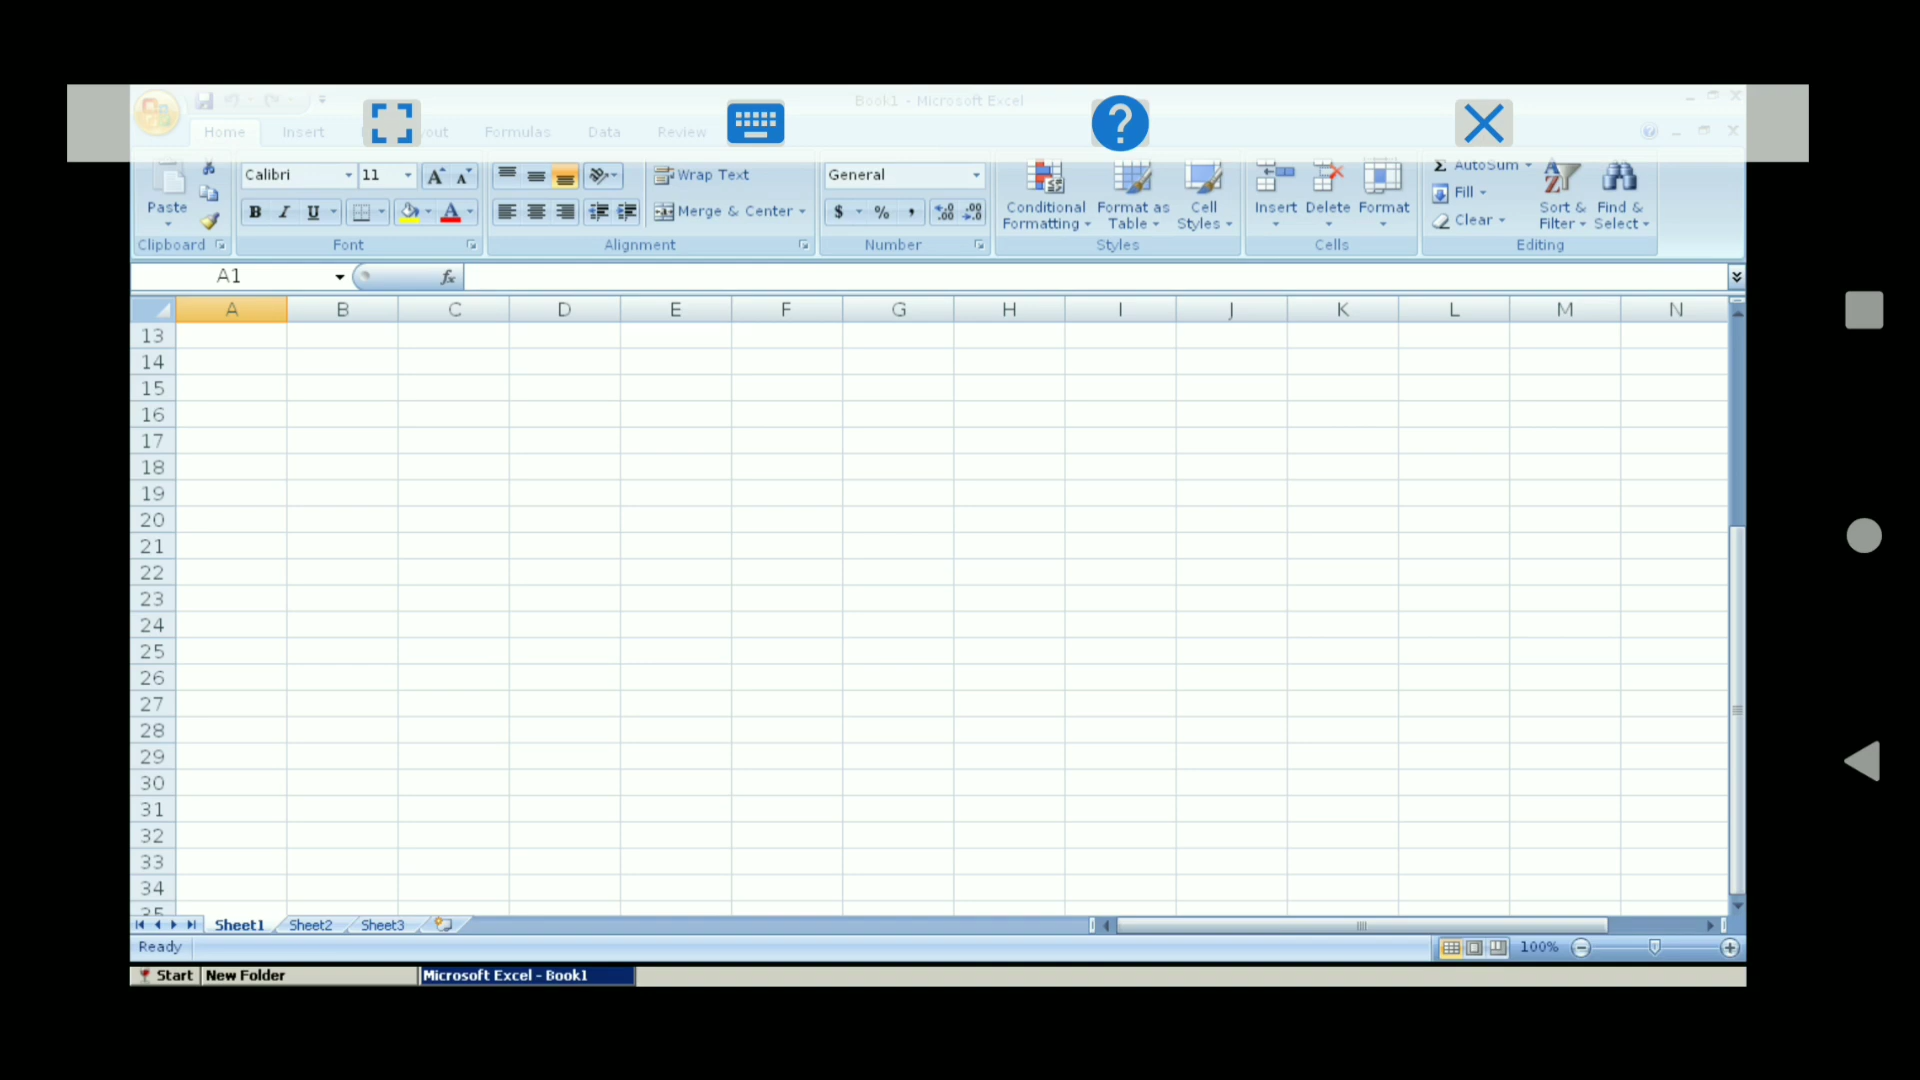 Book1 - Microsoft Excel
Home Insert out Formulas Data Review
Calibri 11 Wrap Text General AutoSum
Fill
Paste B I U Merge & Center $ % , Conditional Formatting Format as Table Cell Styles Insert Delete Format Clear Sort & Filter Find & Select
Clipboard Font Alignment Number Styles Cells Editing
A1 fx
A B C D E F G H I J K L M N
13
14
15
16
17
18
19
20
21
22
23
24
25
26
27
28
29
30
31
32
33
34
35
Sheet1 Sheet2 Sheet3
Ready 100%
Start New Folder Microsoft Excel - Book1